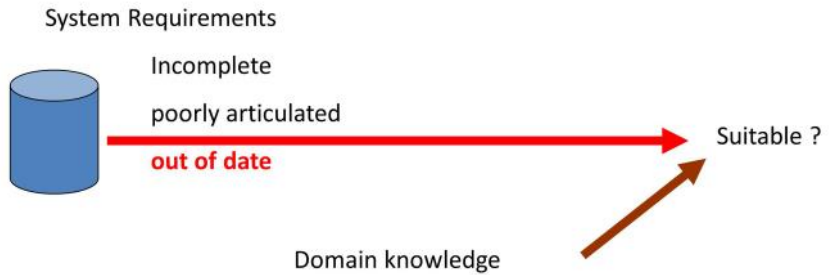 System Requirements
Incomplete
poorly articulated
out of date
Suitable ?
Domain knowledge